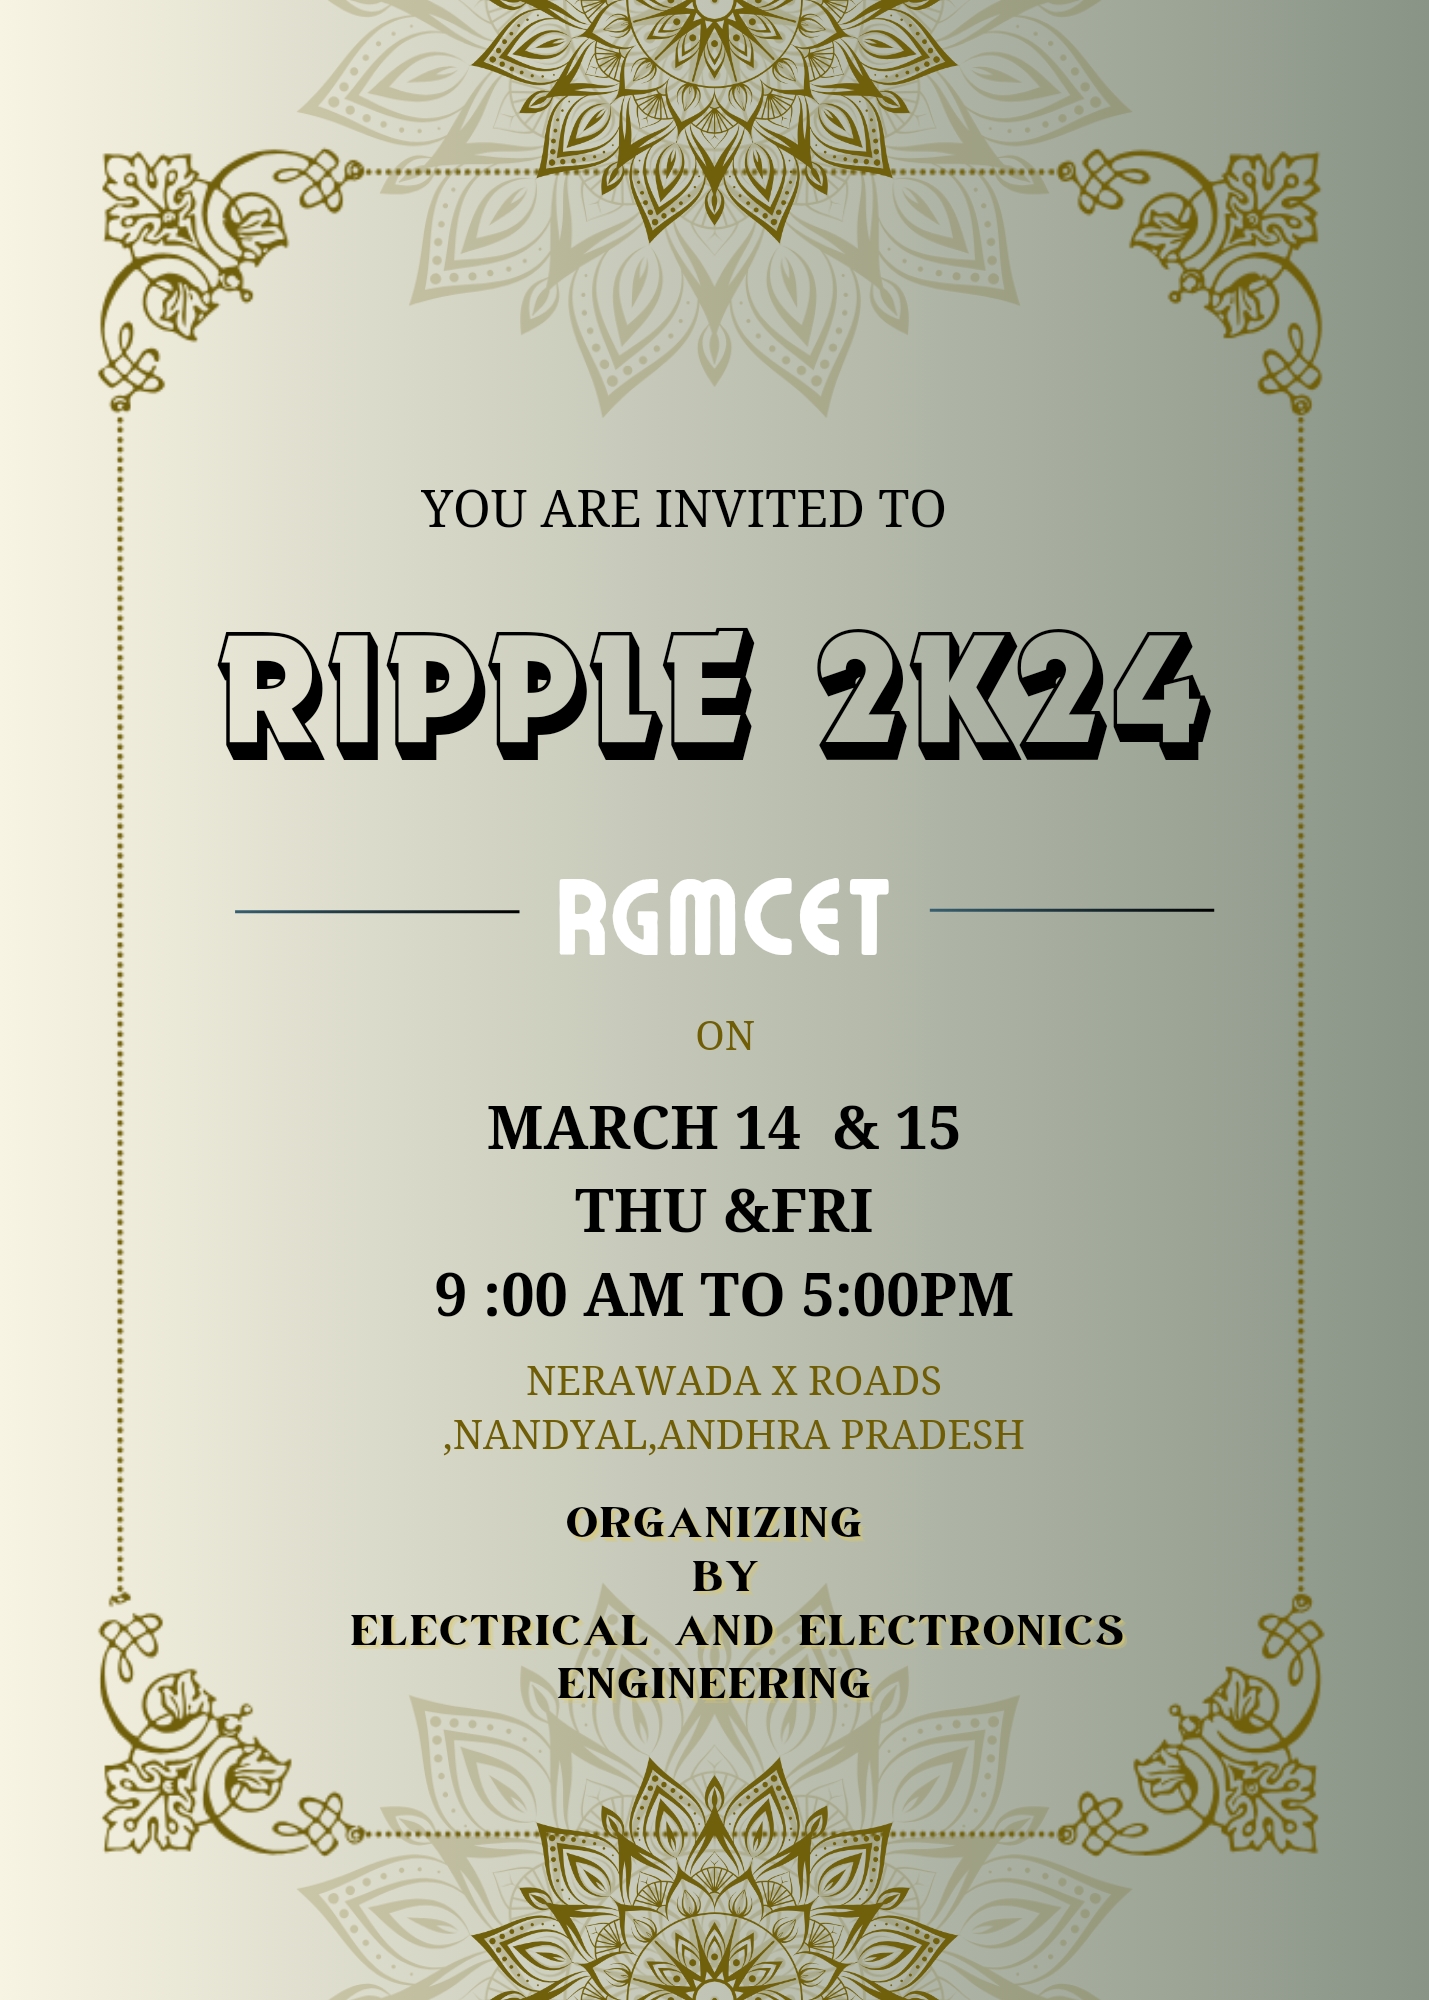 YOU ARE INVITED TO
RIPPLE 2K24
RGMCET
ON
MARCH 14 & 15
THU &FRI
9 :00 AM TO 5:00PM
NERAWADA X ROADS
,NANDYAL,ANDHRA PRADESH
ORGANIZING
BY
ELECTRICAL AND ELECTRONICS
ENGINEERING